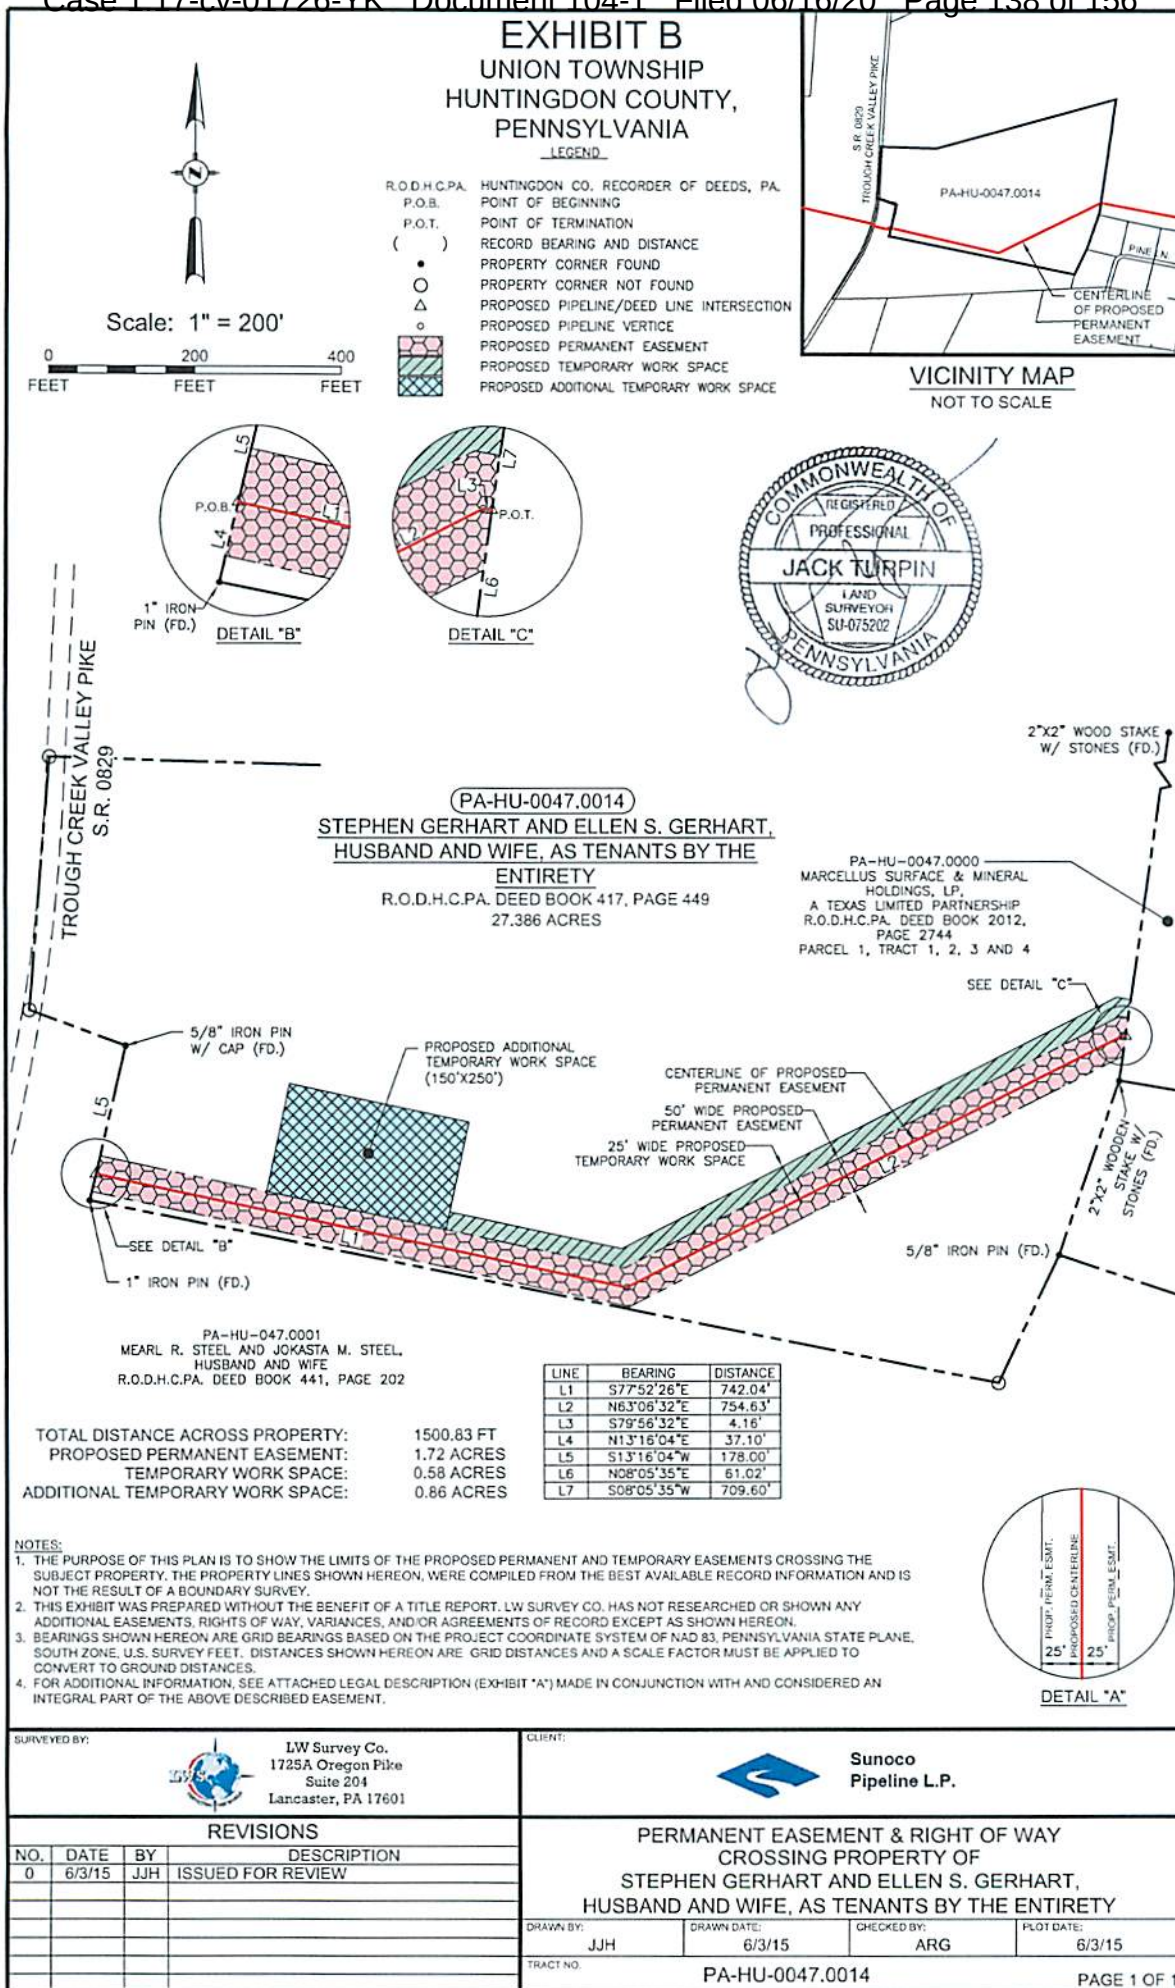 Case 1:17-cv-01726-YK Document 104-1 Filed 06/16/20 Page 138 of 156
EXHIBIT B
UNION TOWNSHIP
HUNTINGDON COUNTY,
PENNSYLVANIA
LEGEND
R.O.D.H.C.PA. HUNTINGDON CO. RECORDER OF DEEDS, PA.
P.O.B. POINT OF BEGINNING
P.O.T. POINT OF TERMINATION
( ) RECORD BEARING AND DISTANCE
PROPERTY CORNER FOUND
PROPERTY CORNER NOT FOUND
PROPOSED PIPELINE/DEED LINE INTERSECTION
PROPOSED PIPELINE VERTICE
PROPOSED PERMANENT EASEMENT
PROPOSED TEMPORARY WORK SPACE
PROPOSED ADDITIONAL TEMPORARY WORK SPACE
N
Scale: 1" = 200'
0 200 400
FEET FEET FEET
S.R. 0829
TROUGH CREEK VALLEY PIKE
PA-HU-0047.0014
PINE LN.
CENTERLINE
OF PROPOSED
PERMANENT
EASEMENT
VICINITY MAP
NOT TO SCALE
L5
P.O.B.
L1
L4
1" IRON
PIN (FD.)
DETAIL "B"
L7
L3
P.O.T.
L2
L6
DETAIL "C"
COMMONWEALTH OF
REGISTERED
PROFESSIONAL
JACK TURPIN
LAND
SURVEYOR
SU-075202
PENNSYLVANIA
TROUGH CREEK VALLEY PIKE
S.R. 0829
2"X2" WOOD STAKE
W/ STONES (FD.)
PA-HU-0047.0014
STEPHEN GERHART AND ELLEN S. GERHART,
HUSBAND AND WIFE, AS TENANTS BY THE
ENTIRETY
R.O.D.H.C.PA. DEED BOOK 417, PAGE 449
27.386 ACRES
PA-HU-0047.0000
MARCELLUS SURFACE & MINERAL
HOLDINGS, LP,
A TEXAS LIMITED PARTNERSHIP
R.O.D.H.C.PA. DEED BOOK 2012,
PAGE 2744
PARCEL 1, TRACT 1, 2, 3 AND 4
SEE DETAIL "C"
5/8" IRON PIN
W/ CAP (FD.)
PROPOSED ADDITIONAL
TEMPORARY WORK SPACE
(150'X250')
CENTERLINE OF PROPOSED
PERMANENT EASEMENT
50' WIDE PROPOSED
PERMANENT EASEMENT
25' WIDE PROPOSED
TEMPORARY WORK SPACE
L5
L2
2"X2" WOODEN
STAKE W/
STONES (FD.)
L1
SEE DETAIL "B"
1" IRON PIN (FD.)
5/8" IRON PIN (FD.)
PA-HU-047.0001
MEARL R. STEEL AND JOKASTA M. STEEL,
HUSBAND AND WIFE
R.O.D.H.C.PA. DEED BOOK 441, PAGE 202
LINE BEARING DISTANCE
L1 S77°52'26"E 742.04'
L2 N63°06'32"E 754.63'
L3 S79°56'32"E 4.16'
L4 N13°16'04"E 37.10'
L5 S13°16'04"W 178.00'
L6 N08°05'35"E 61.02'
L7 S08°05'35"W 709.60'
TOTAL DISTANCE ACROSS PROPERTY: 1500.83 FT
PROPOSED PERMANENT EASEMENT: 1.72 ACRES
TEMPORARY WORK SPACE: 0.58 ACRES
ADDITIONAL TEMPORARY WORK SPACE: 0.86 ACRES
NOTES:
1. THE PURPOSE OF THIS PLAN IS TO SHOW THE LIMITS OF THE PROPOSED PERMANENT AND TEMPORARY EASEMENTS CROSSING THE
SUBJECT PROPERTY. THE PROPERTY LINES SHOWN HEREON, WERE COMPILED FROM THE BEST AVAILABLE RECORD INFORMATION AND IS
NOT THE RESULT OF A BOUNDARY SURVEY.
2. THIS EXHIBIT WAS PREPARED WITHOUT THE BENEFIT OF A TITLE REPORT. LW SURVEY CO. HAS NOT RESEARCHED OR SHOWN ANY
ADDITIONAL EASEMENTS, RIGHTS OF WAY, VARIANCES, AND/OR AGREEMENTS OF RECORD EXCEPT AS SHOWN HEREON.
3. BEARINGS SHOWN HEREON ARE GRID BEARINGS BASED ON THE PROJECT COORDINATE SYSTEM OF NAD 83, PENNSYLVANIA STATE PLANE,
SOUTH ZONE, U.S. SURVEY FEET. DISTANCES SHOWN HEREON ARE GRID DISTANCES AND A SCALE FACTOR MUST BE APPLIED TO
CONVERT TO GROUND DISTANCES.
4. FOR ADDITIONAL INFORMATION, SEE ATTACHED LEGAL DESCRIPTION (EXHIBIT "A") MADE IN CONJUNCTION WITH AND CONSIDERED AN
INTEGRAL PART OF THE ABOVE DESCRIBED EASEMENT.
PROP. PERM. ESMT.
PROPOSED CENTERLINE
PROP. PERM. ESMT.
25' 25'
DETAIL "A"
SURVEYED BY:
LWSC
LW Survey Co.
1725A Oregon Pike
Suite 204
Lancaster, PA 17601
CLIENT:
Sunoco
Pipeline L.P.
REVISIONS
NO. DATE BY DESCRIPTION
0 6/3/15 JJH ISSUED FOR REVIEW
PERMANENT EASEMENT & RIGHT OF WAY
CROSSING PROPERTY OF
STEPHEN GERHART AND ELLEN S. GERHART,
HUSBAND AND WIFE, AS TENANTS BY THE ENTIRETY
DRAWN BY: DRAWN DATE: CHECKED BY: PLOT DATE:
JJH 6/3/15 ARG 6/3/15
TRACT NO.
PA-HU-0047.0014
PAGE 1 OF